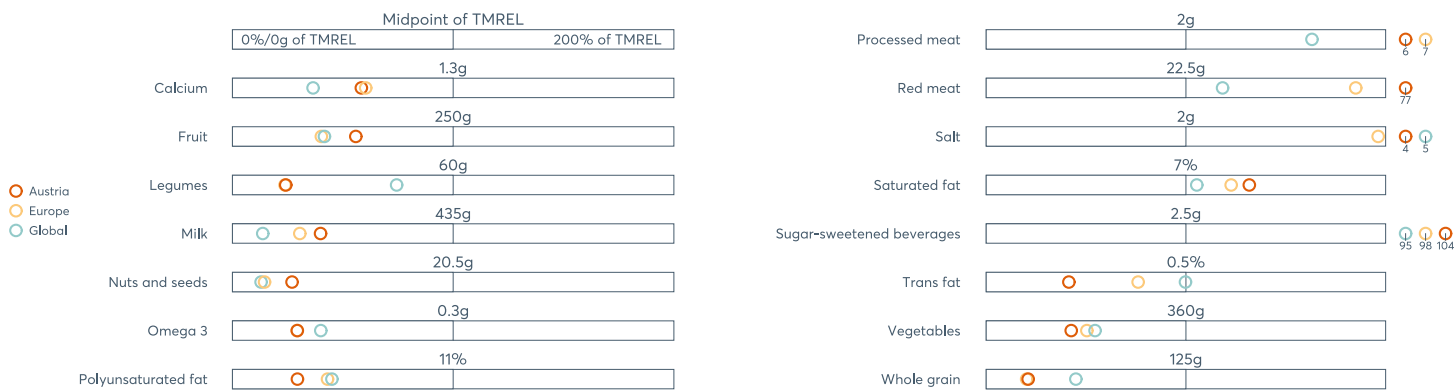 Midpoint of TMREL
0%/0g of TMREL 200% of TMREL
1.3g
Calcium
250g
Fruit
60g
Legumes
435g
Milk
20.5g
Nuts and seeds
0.3g
Omega 3
11%
Polyunsaturated fat
Austria
Europe
Global
2g
Processed meat
6 7
22.5g
Red meat
77
2g
Salt
4 5
7%
Saturated fat
2.5g
Sugar-sweetened beverages
95 98 104
0.5%
Trans fat
360g
Vegetables
125g
Whole grain